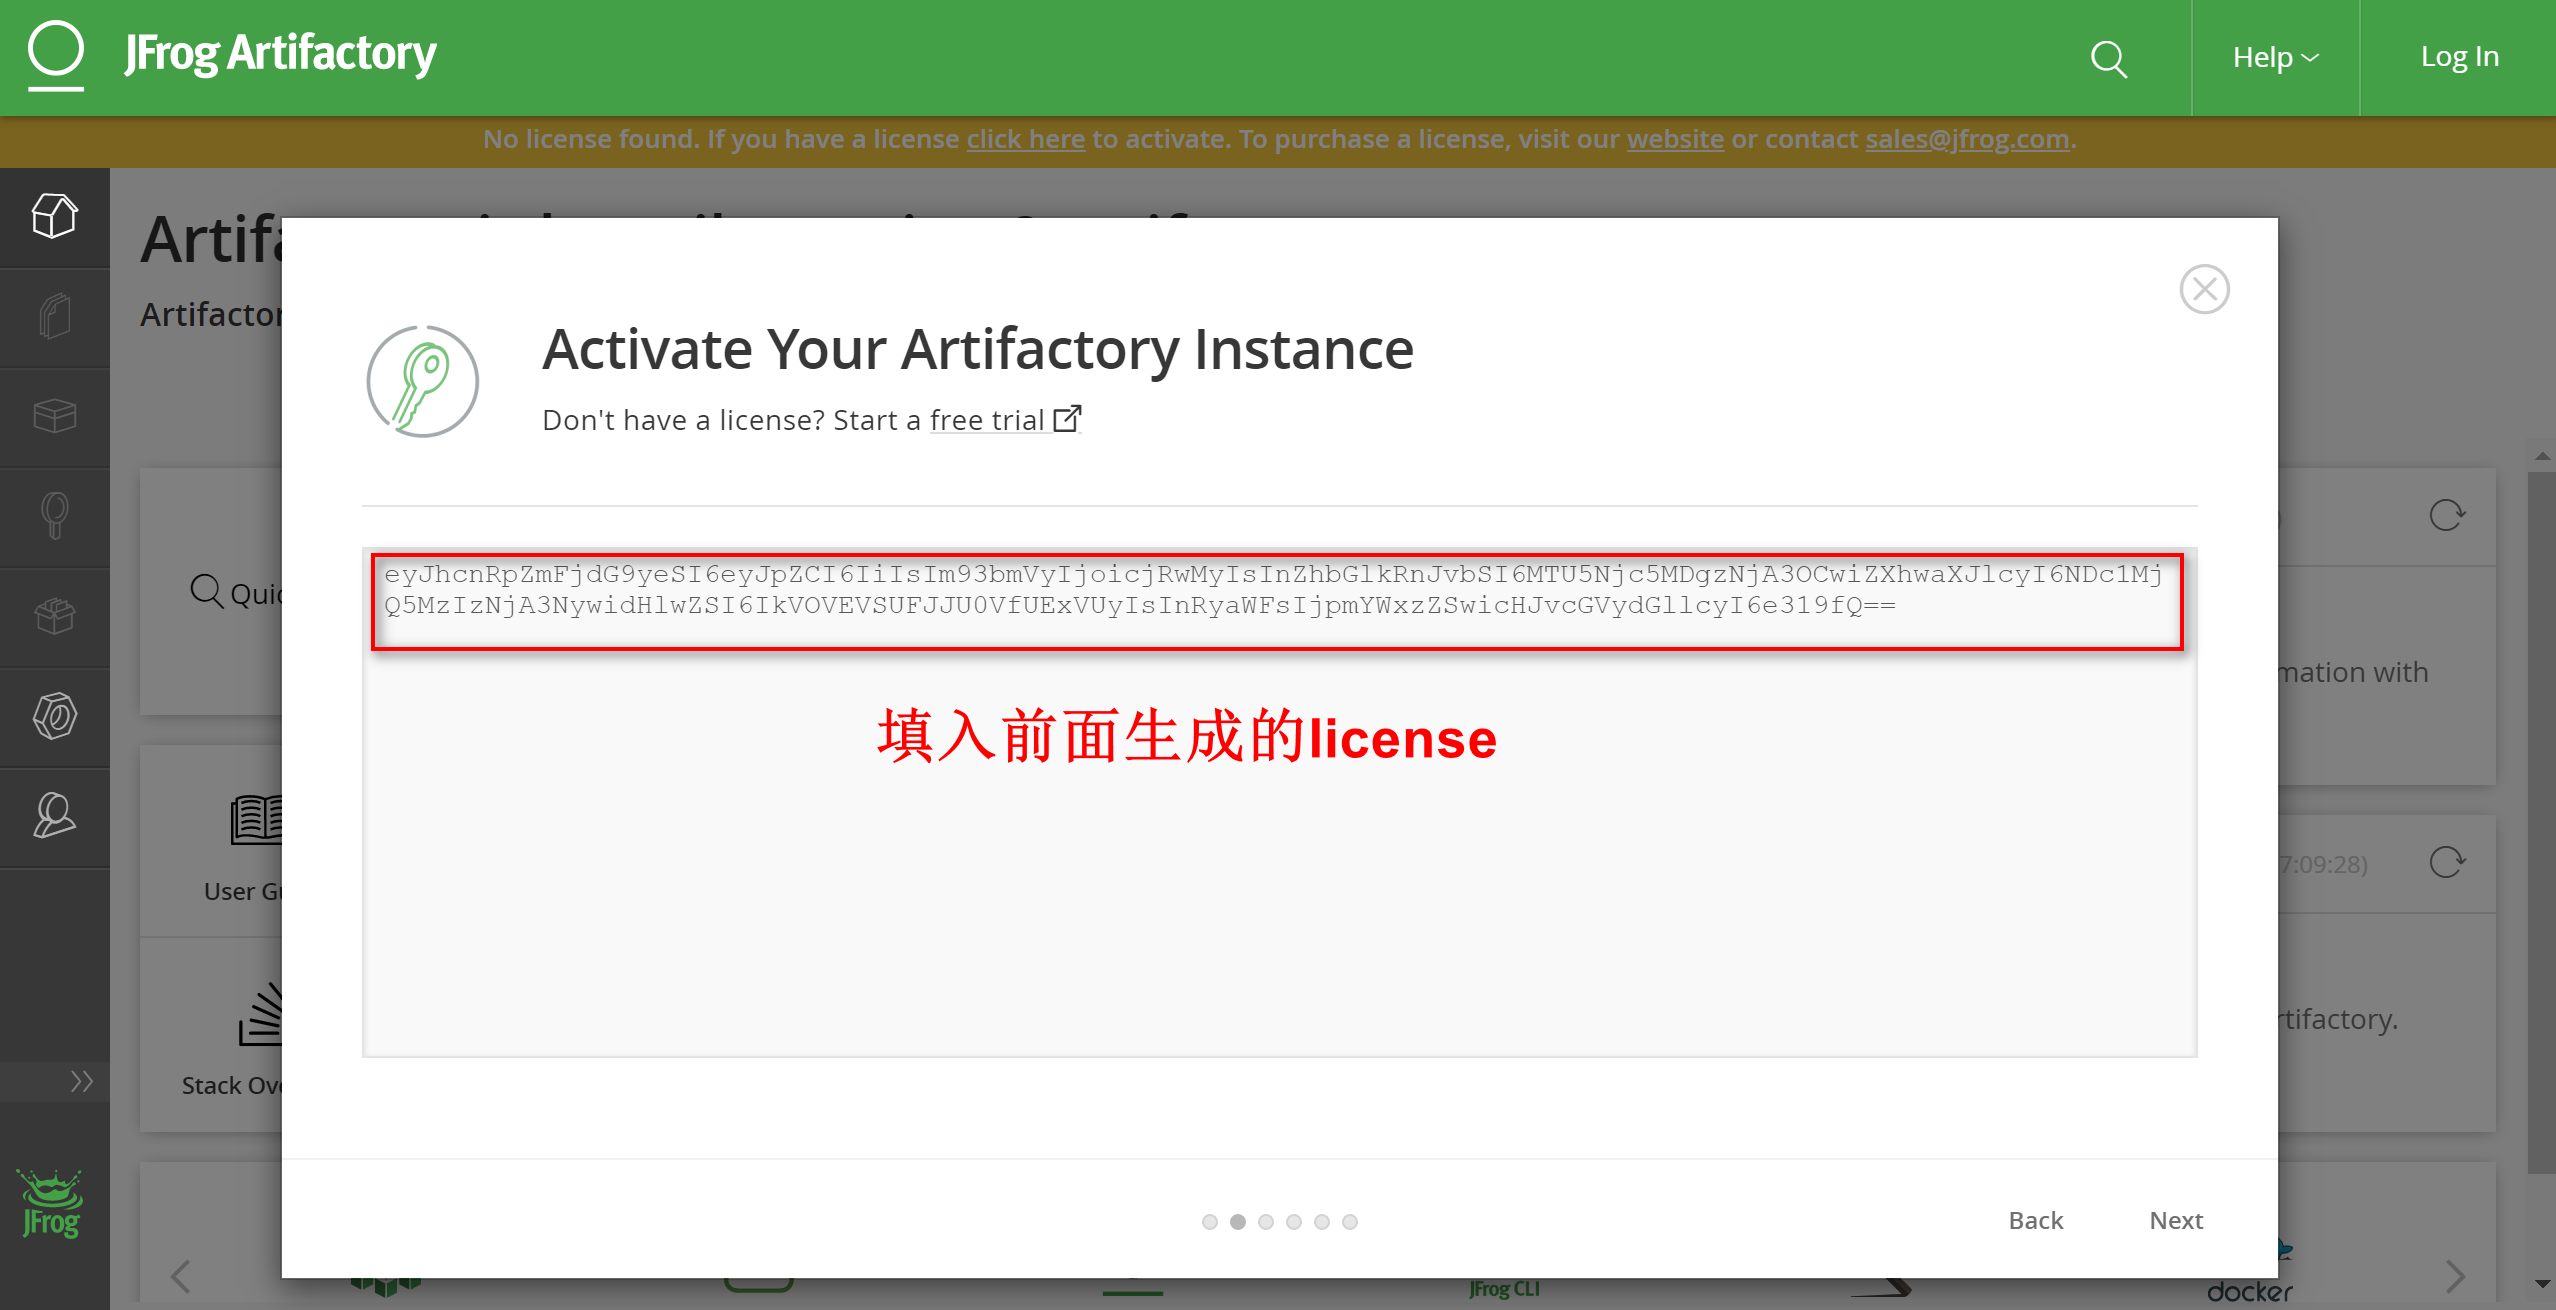 JFrog Artifactory
Help
Log In
No license found. If you have a license click here to activate. To purchase a license, visit our website or contact sales@jfrog.com.
Activate Your Artifactory Instance
Artifactor
Don't have a license? Start a free trial
eyJhcnRpZmFjdG9yeSI6eyJpZCI6IiIsIm93bmVyIjoicjRwMyIsInZhbGlkRnJvbSI6MTU5Njc5MDgzNjA3OCwiZXhwaXJlcyI6NDc1Mj
Q5MzIzNjA3NywidHlwZSI6IkVOVEVSUFJJU0VfUExVUyIsInRyaWFsIjpmYWxzZSwicHJvcGVydGllcyI6e319fQ==
Quic
mation with
填入前面生成的license
7:09:28)
User Gu
rtifactory.
Stack Ove
JFrog
Back
Next
JFrog CLI
docker